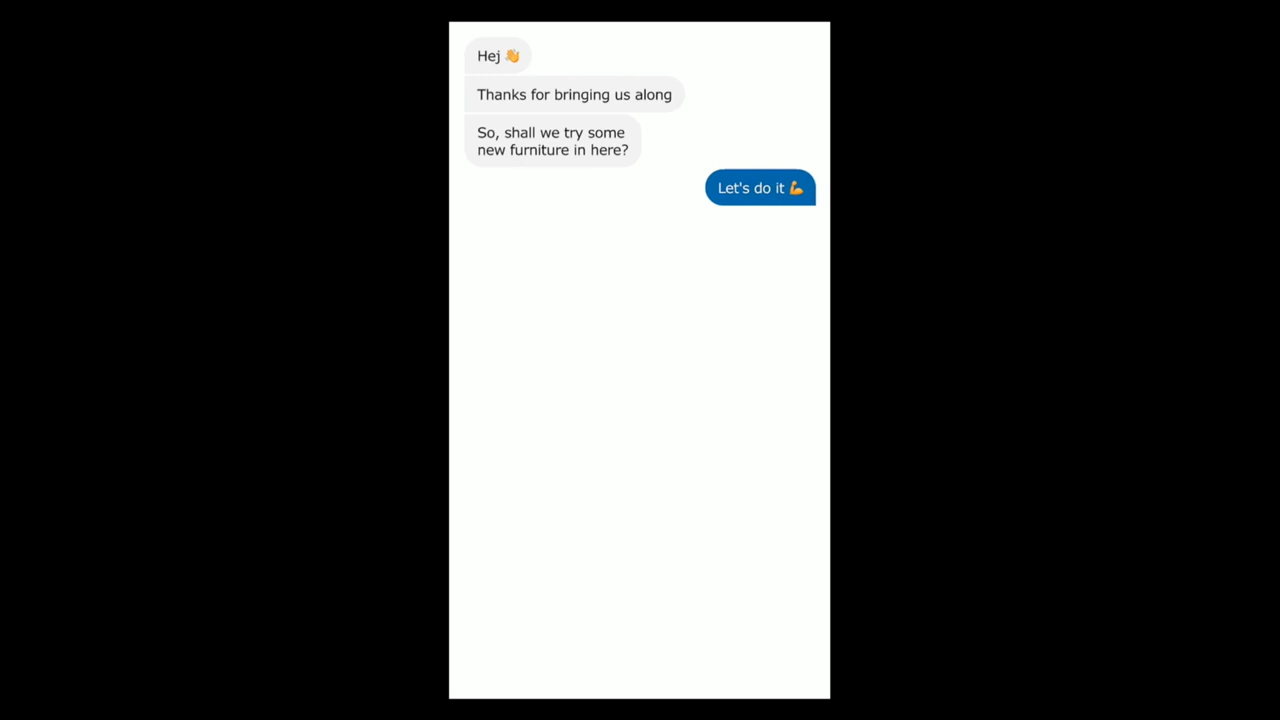 Hej 👋
Thanks for bringing us along
So, shall we try some
new furniture in here?
Let's do it 💪